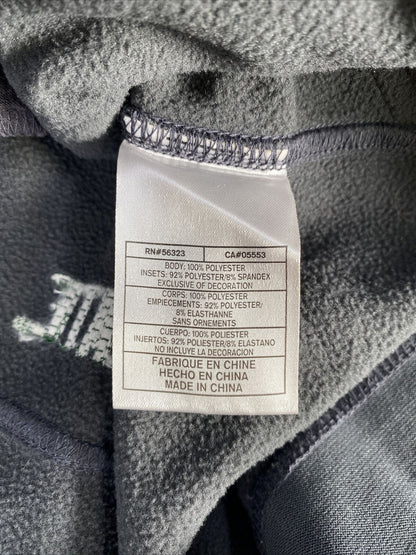 RN#56323 CA#05553
BODY: 100% POLYESTER
INSETS: 92% POLYESTER/8% SPANDEX
EXCLUSIVE OF DECORATION
CORPS: 100% POLYESTER
EMPIECEMENTS: 92% POLYESTER/
8% ELASTHANNE
SANS ORNEMENTS
CUERPO: 100% POLIESTER
INJERTOS: 92% POLIESTER/8% ELASTANO
NO INCLUYE LA DECORACION
FABRIQUE EN CHINE
HECHO EN CHINA
MADE IN CHINA